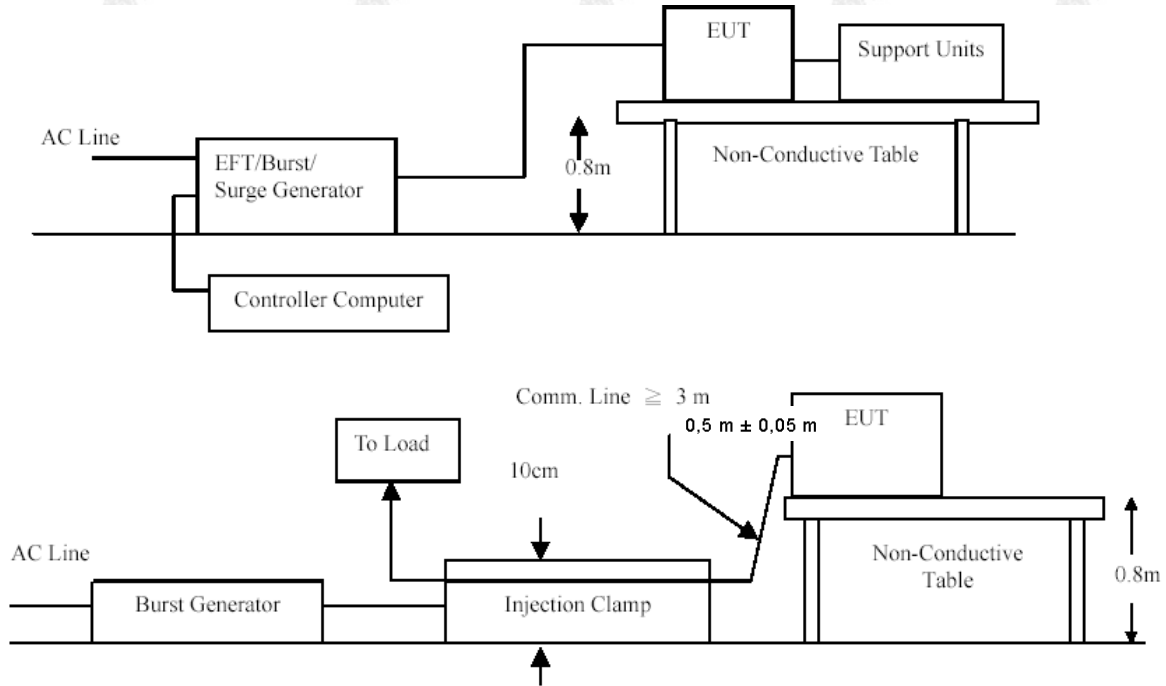 EUT
Support Units
AC Line
EFT/Burst/
Surge Generator
0.8m
Non-Conductive Table
Controller Computer
Comm. Line ≧ 3 m
0,5 m ± 0,05 m
EUT
To Load
10cm
AC Line
Non-Conductive
Table
0.8m
Burst Generator
Injection Clamp